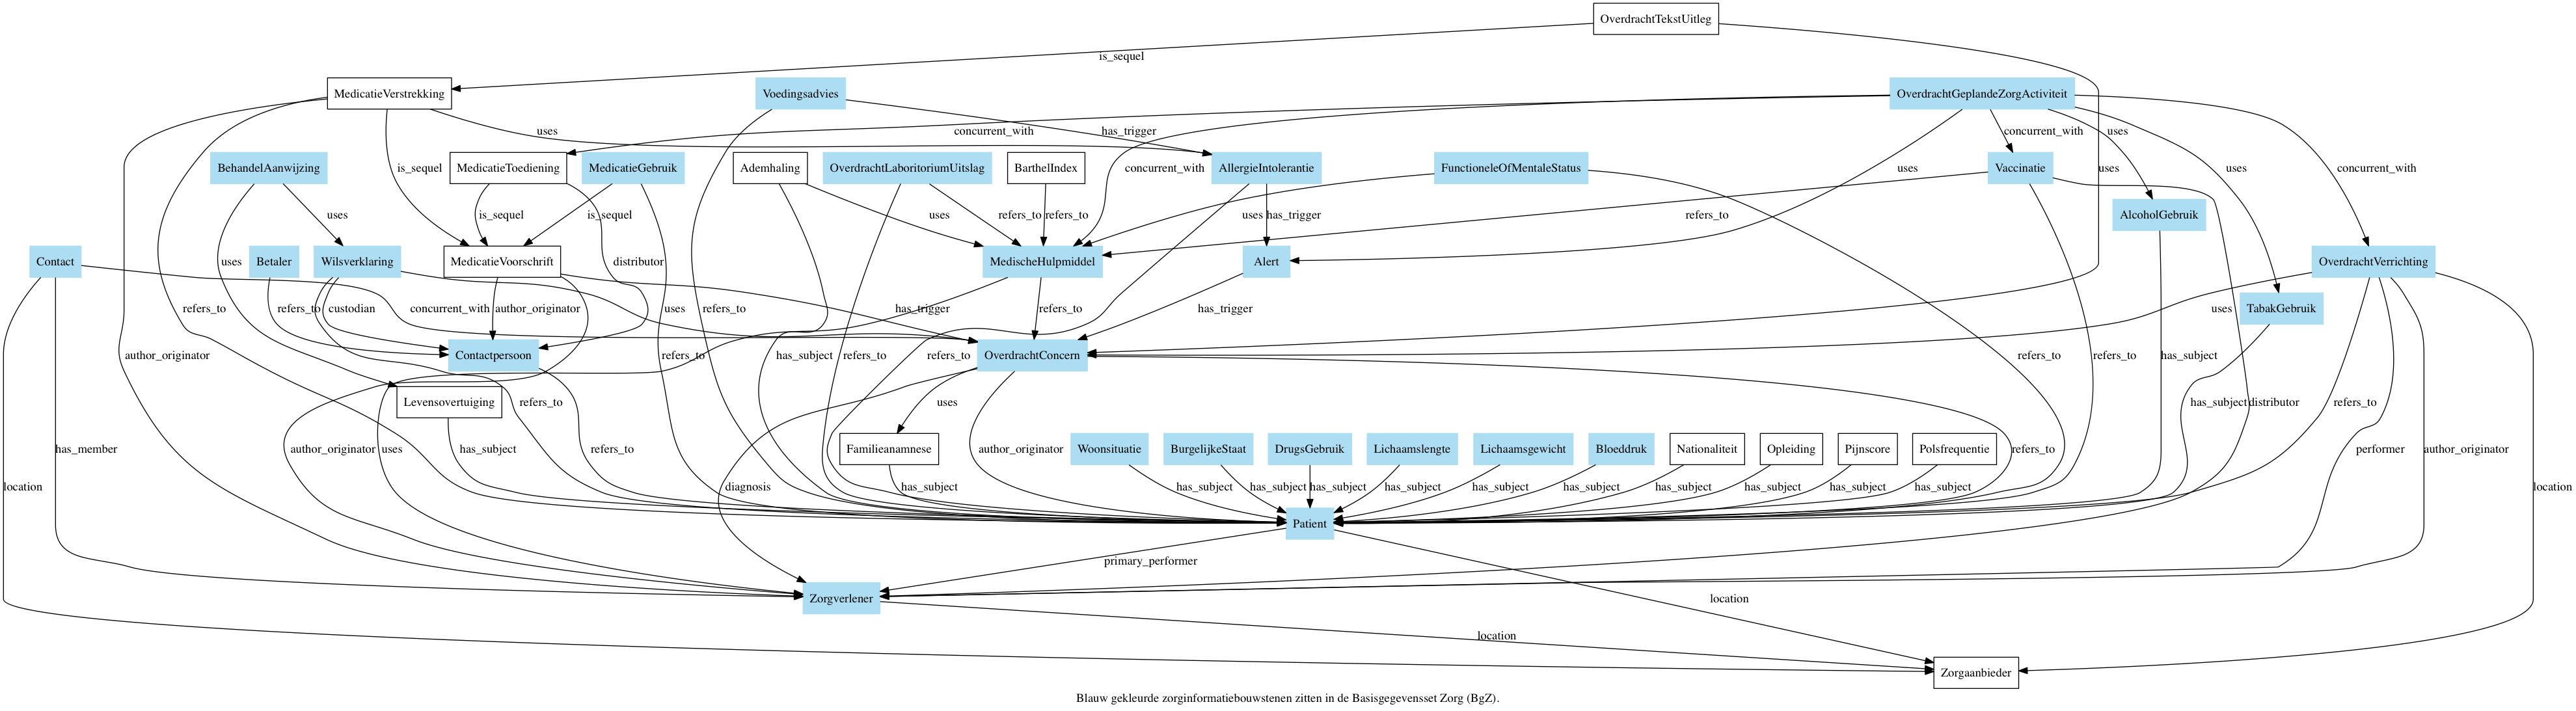 OverdrachtTekstUitleg
is_sequel
MedicatieVerstrekking
Voedingsadvies
OverdrachtGeplandeZorgActiviteit
uses
concurrent_with
has_trigger
concurrent_with
uses
BehandelAanwijzing
is_sequel
MedicatieToediening
MedicatieGebruik
Ademhaling
OverdrachtLaboritoriumUitslag
BarthelIndex
concurrent_with
AllergieIntolerantie
FunctioneleOfMentaleStatus
uses
Vaccinatie
uses
uses
concurrent_with
uses
is_sequel
is_sequel
uses
refers_to
refers_to
uses
has_trigger
refers_to
AlcoholGebruik
Contact
uses
Betaler
Wilsverklaring
MedicatieVoorschrift
distributor
MedischeHulpmiddel
Alert
OverdrachtVerrichting
refers_to
refers_to
custodian
concurrent_with
author_originator
uses
refers_to
has_trigger
refers_to
has_trigger
uses
TabakGebruik
author_originator
Contactpersoon
refers_to
has_subject
refers_to
refers_to
OverdrachtConcern
refers_to
refers_to
has_subject
Levensovertuiging
refers_to
uses
has_subject
distributor
refers_to
has_member
author_originator
uses
has_subject
refers_to
Familieanamnese
author_originator
Woonsituatie
BurgelijkeStaat
DrugsGebruik
Lichaamslengte
Lichaamsgewicht
Bloeddruk
Nationaliteit
Opleiding
Pijnscore
Polsfrequentie
refers_to
performer
author_originator
location
diagnosis
has_subject
has_subject
has_subject
has_subject
has_subject
has_subject
has_subject
has_subject
has_subject
has_subject
has_subject
location
Patient
primary_performer
Zorgverlener
location
location
Zorgaanbieder
Blauw gekleurde zorginformatiebouwstenen zitten in de Basisgegevensset Zorg (BgZ).